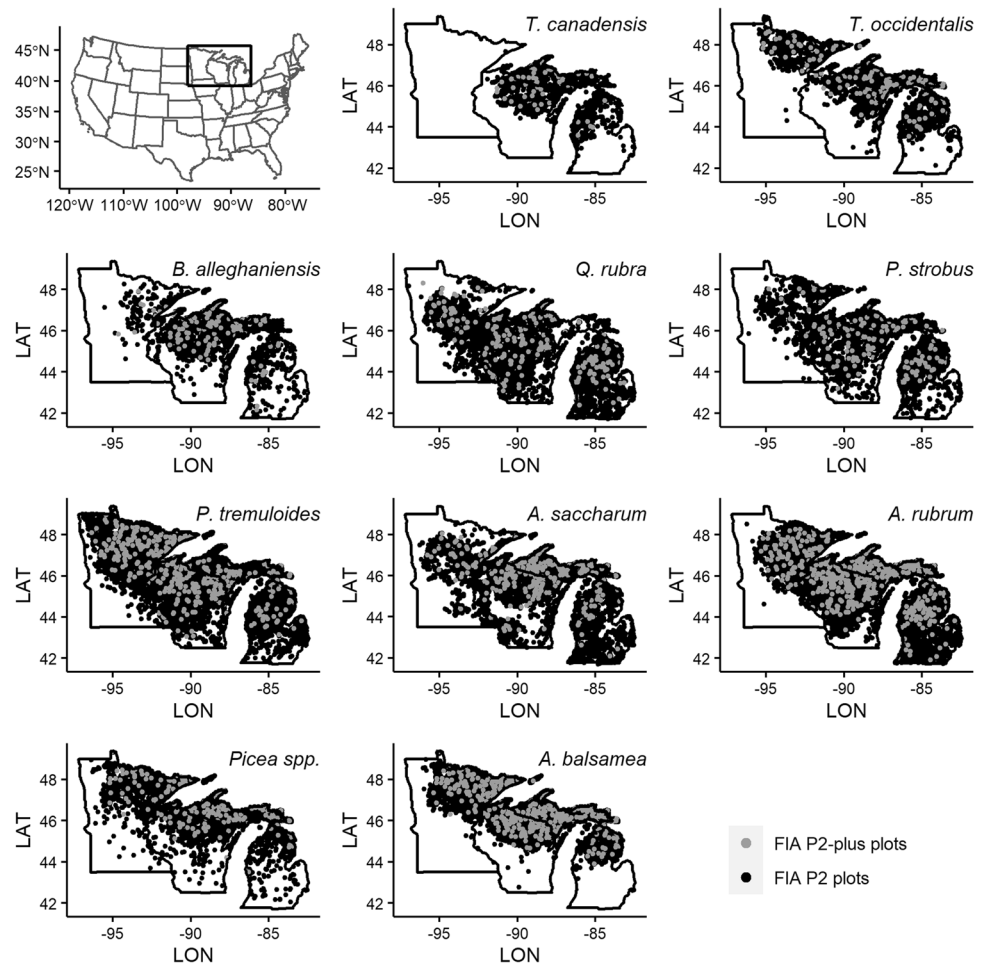 45°N
40°N
35°N
30°N
25°N
120°W 110°W 100°W 90°W 80°W
T. canadensis
LAT
48
46
44
42
-95 -90 -85
LON
T. occidentalis
LAT
48
46
44
42
-95 -90 -85
LON
B. alleghaniensis
LAT
48
46
44
42
-95 -90 -85
LON
Q. rubra
LAT
48
46
44
42
-95 -90 -85
LON
P. strobus
LAT
48
46
44
42
-95 -90 -85
LON
P. tremuloides
LAT
48
46
44
42
-95 -90 -85
LON
A. saccharum
LAT
48
46
44
42
-95 -90 -85
LON
A. rubrum
LAT
48
46
44
42
-95 -90 -85
LON
Picea spp.
LAT
48
46
44
42
-95 -90 -85
LON
A. balsamea
LAT
48
46
44
42
-95 -90 -85
LON
FIA P2-plus plots
FIA P2 plots